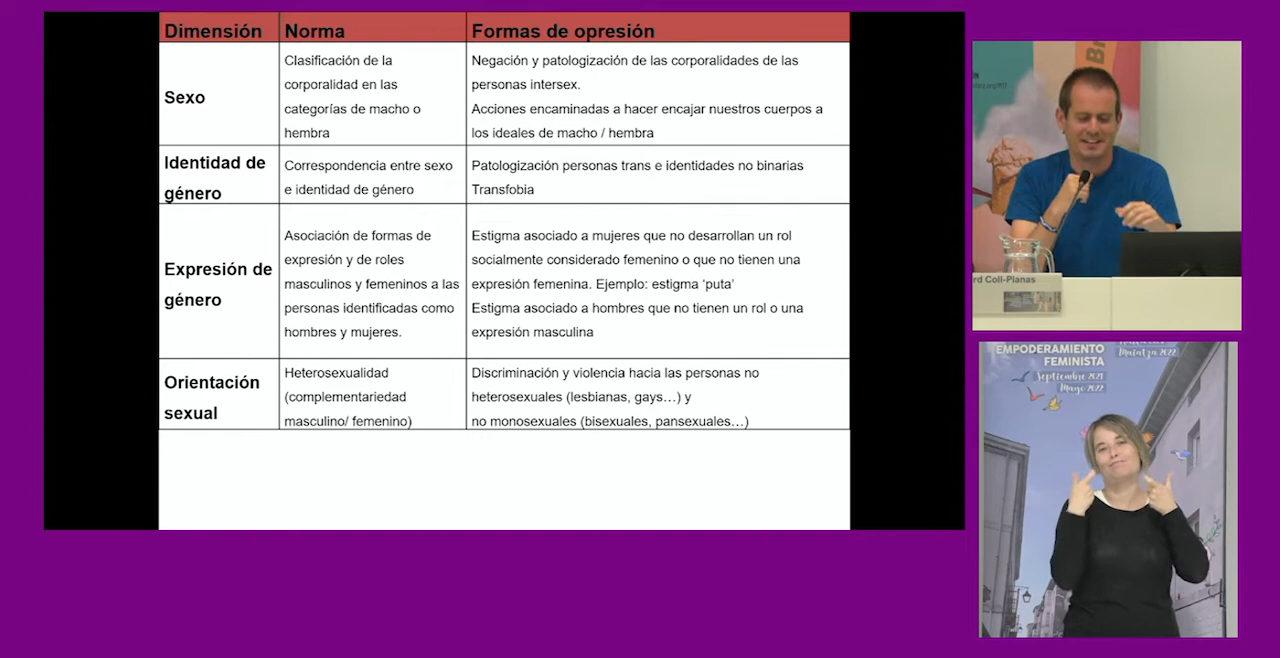 Dimensión Norma Formas de opresión
Sexo
Clasificación de la
corporalidad en las
categorías de macho o
hembra
Negación y patologización de las corporalidades de las
personas intersex.
Acciones encaminadas a hacer encajar nuestros cuerpos a
los ideales de macho / hembra
Identidad de
género
Correspondencia entre sexo
e identidad de género
Patologización personas trans e identidades no binarias
Transfobia
Expresión de
género
Asociación de formas de
expresión y de roles
masculinos y femeninos a las
personas identificadas como
hombres y mujeres.
Estigma asociado a mujeres que no desarrollan un rol
socialmente considerado femenino o que no tienen una
expresión femenina. Ejemplo: estigma ‘puta’
Estigma asociado a hombres que no tienen un rol o una
expresión masculina
Orientación
sexual
Heterosexualidad
(complementariedad
masculino/ femenino)
Discriminación y violencia hacia las personas no
heterosexuales (lesbianas, gays…) y
no monosexuales (bisexuales, pansexuales…)
rd Coll-Planas
EMPODERAMIENTO
FEMINISTA
Septiembre 2021
Mayo 2022
Maiatza 2022